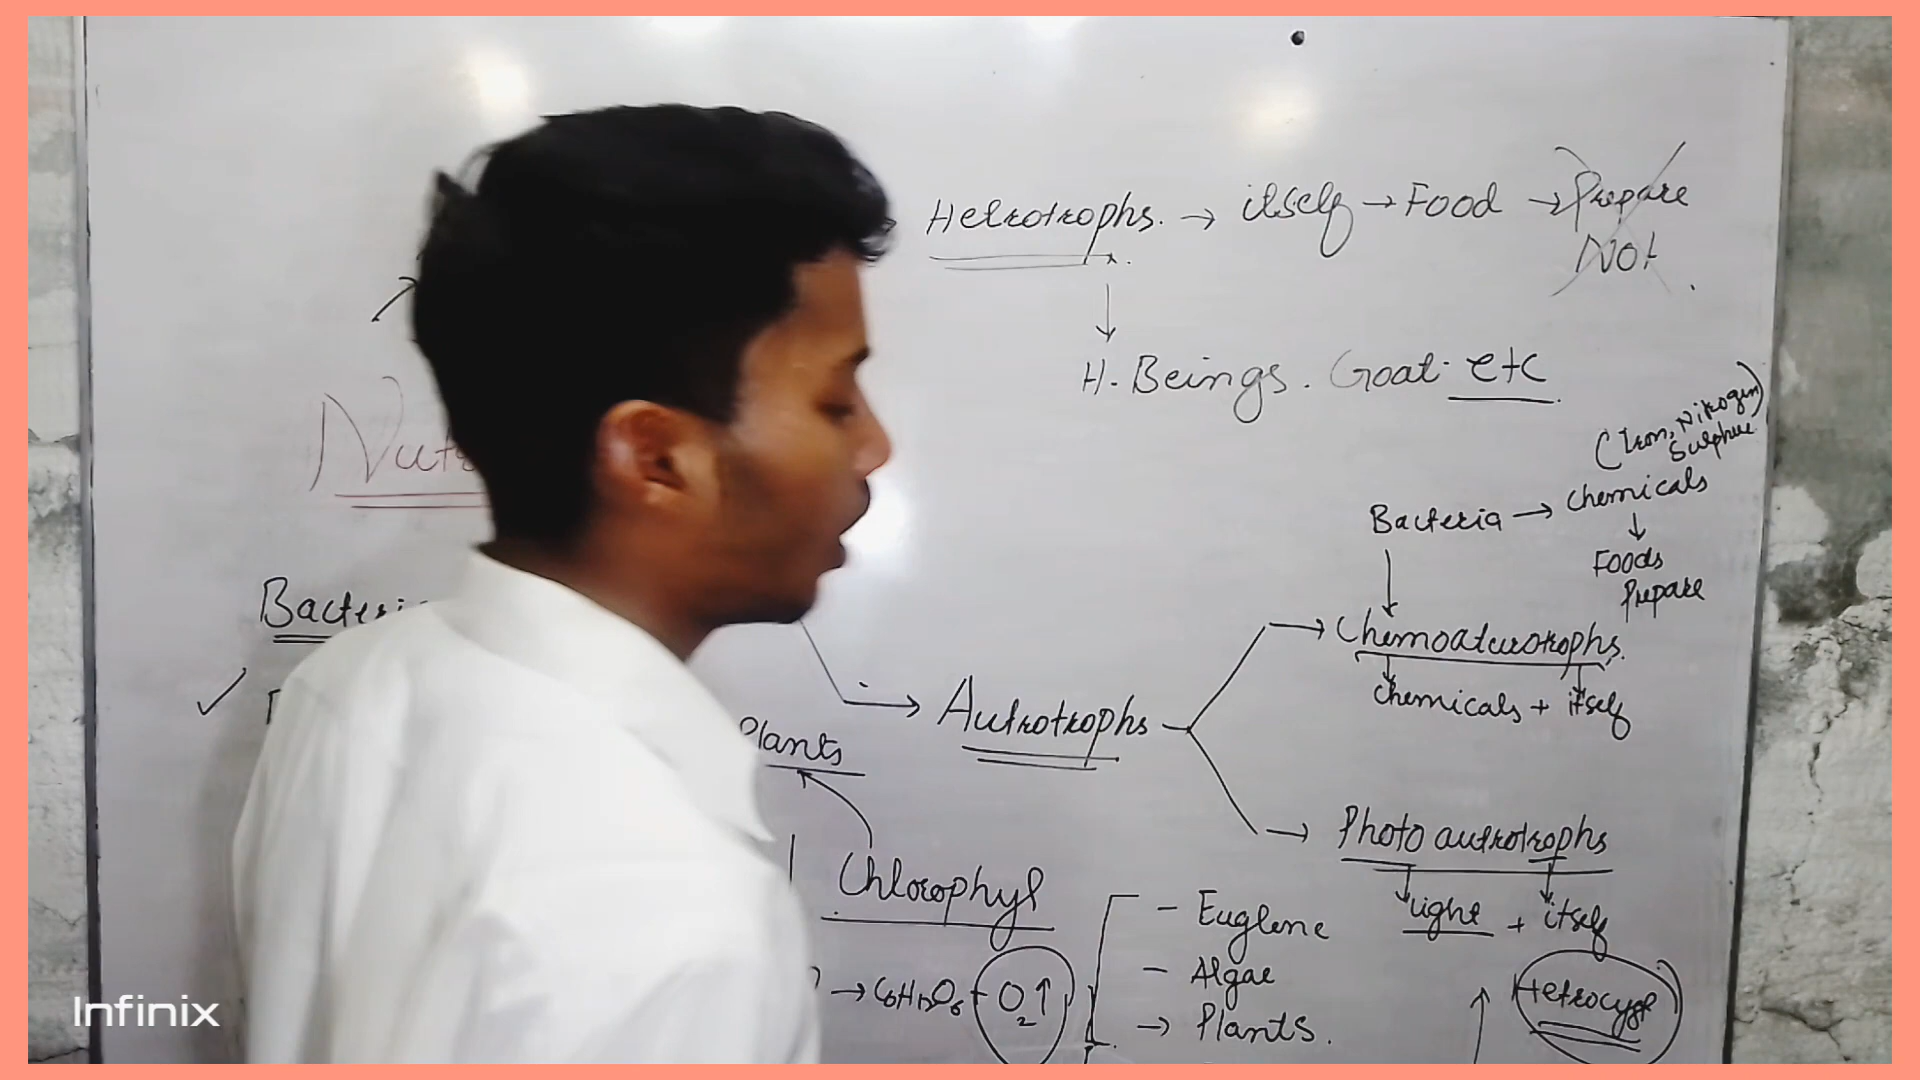 Hetrotrophs. → itself → Food → Prepare
Not
H. Beings. Goat. etc
(Iron, Nitrogen)
Sulphur
Bacteria → chemicals
Foods
Prepare
Chemoautrotrophs.
chemicals + itself
Autrotrophs
Plants
Photo autrotrophs
light + itself
Chlorophyl
→ C6H12O6 + O2↑
- Euglene
- Algae
→ Plants.
Hetrocyst
Infinix